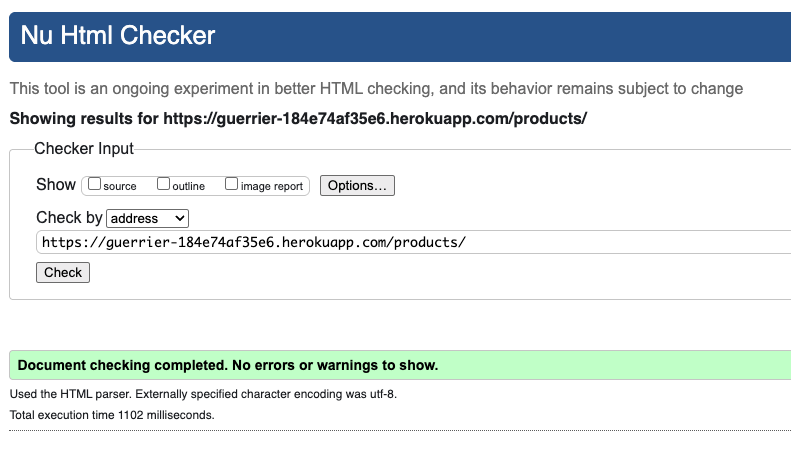 Nu Html Checker
This tool is an ongoing experiment in better HTML checking, and its behavior remains subject to change
Showing results for https://guerrier-184e74af35e6.herokuapp.com/products/
Checker Input
Show source outline image report Options...
Check by address
https://guerrier-184e74af35e6.herokuapp.com/products/
Check
Document checking completed. No errors or warnings to show.
Used the HTML parser. Externally specified character encoding was utf-8.
Total execution time 1102 milliseconds.